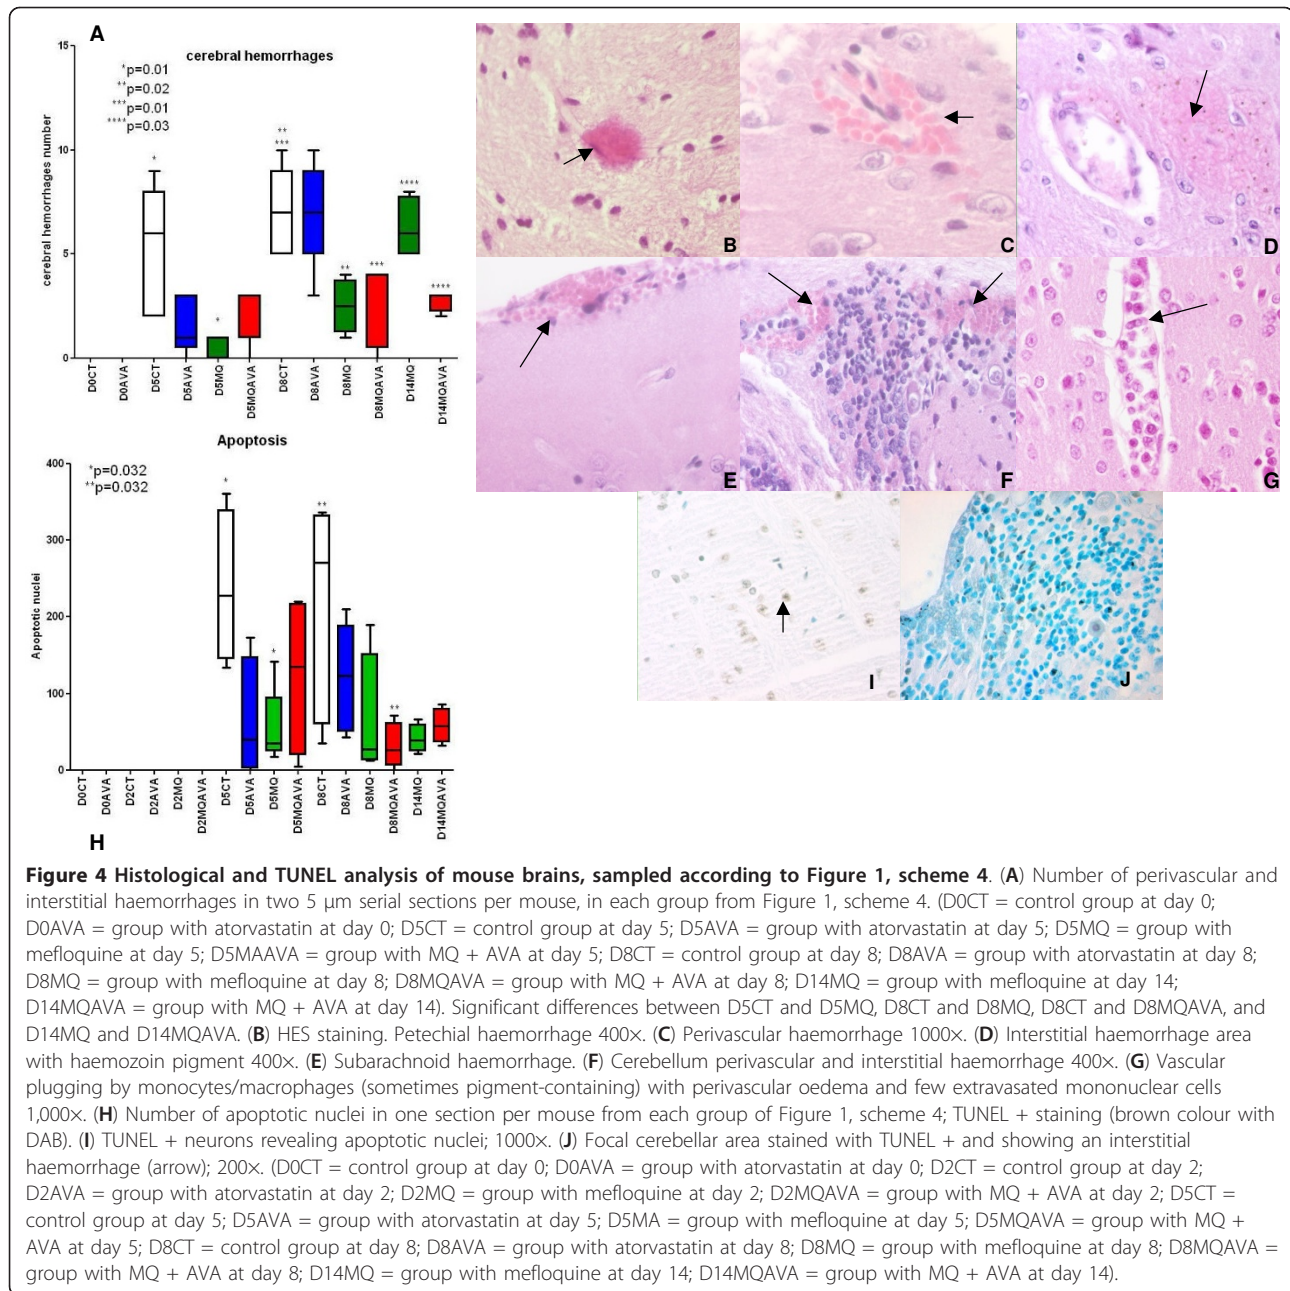 A
cerebral hemorrhages
15
10
5
0
cerebral hemorrhages number
*p=0.01
**p=0.02
***p=0.01
****p=0.03
*
*
**
***
**
***
****
****
D0CT
D0AVA
D5CT
D5AVA
D5MQ
D5MQAVA
D8CT
D8AVA
D8MQ
D8MQAVA
D14MQ
D14MQAVA
B
C
D
E
F
G
I
J
Apoptosis
400
300
200
100
0
Apoptotic nuclei
*p=0.032
**p=0.032
*
*
**
**
D0CT
D0AVA
D2CT
D2AVA
D2MQ
D2MQAVA
D5CT
D5AVA
D5MQ
D5MQAVA
D8CT
D8AVA
D8MQ
D8MQAVA
D14MQ
D14MQAVA
H
Figure 4 Histological and TUNEL analysis of mouse brains, sampled according to Figure 1, scheme 4. (A) Number of perivascular and
interstitial haemorrhages in two 5 μm serial sections per mouse, in each group from Figure 1, scheme 4. (D0CT = control group at day 0;
D0AVA = group with atorvastatin at day 0; D5CT = control group at day 5; D5AVA = group with atorvastatin at day 5; D5MQ = group with
mefloquine at day 5; D5MAAVA = group with MQ + AVA at day 5; D8CT = control group at day 8; D8AVA = group with atorvastatin at day 8;
D8MQ = group with mefloquine at day 8; D8MQAVA = group with MQ + AVA at day 8; D14MQ = group with mefloquine at day 14;
D14MQAVA = group with MQ + AVA at day 14). Significant differences between D5CT and D5MQ, D8CT and D8MQ, D8CT and D8MQAVA, and
D14MQ and D14MQAVA. (B) HES staining. Petechial haemorrhage 400×. (C) Perivascular haemorrhage 1000×. (D) Interstitial haemorrhage area
with haemozoin pigment 400×. (E) Subarachnoid haemorrhage. (F) Cerebellum perivascular and interstitial haemorrhage 400×. (G) Vascular
plugging by monocytes/macrophages (sometimes pigment-containing) with perivascular oedema and few extravasated mononuclear cells
1,000×. (H) Number of apoptotic nuclei in one section per mouse from each group of Figure 1, scheme 4; TUNEL + staining (brown colour with
DAB). (I) TUNEL + neurons revealing apoptotic nuclei; 1000×. (J) Focal cerebellar area stained with TUNEL + and showing an interstitial
haemorrhage (arrow); 200×. (D0CT = control group at day 0; D0AVA = group with atorvastatin at day 0; D2CT = control group at day 2;
D2AVA = group with atorvastatin at day 2; D2MQ = group with mefloquine at day 2; D2MQAVA = group with MQ + AVA at day 2; D5CT =
control group at day 5; D5AVA = group with atorvastatin at day 5; D5MA = group with mefloquine at day 5; D5MQAVA = group with MQ +
AVA at day 5; D8CT = control group at day 8; D8AVA = group with atorvastatin at day 8; D8MQ = group with mefloquine at day 8; D8MQAVA =
group with MQ + AVA at day 8; D14MQ = group with mefloquine at day 14; D14MQAVA = group with MQ + AVA at day 14).